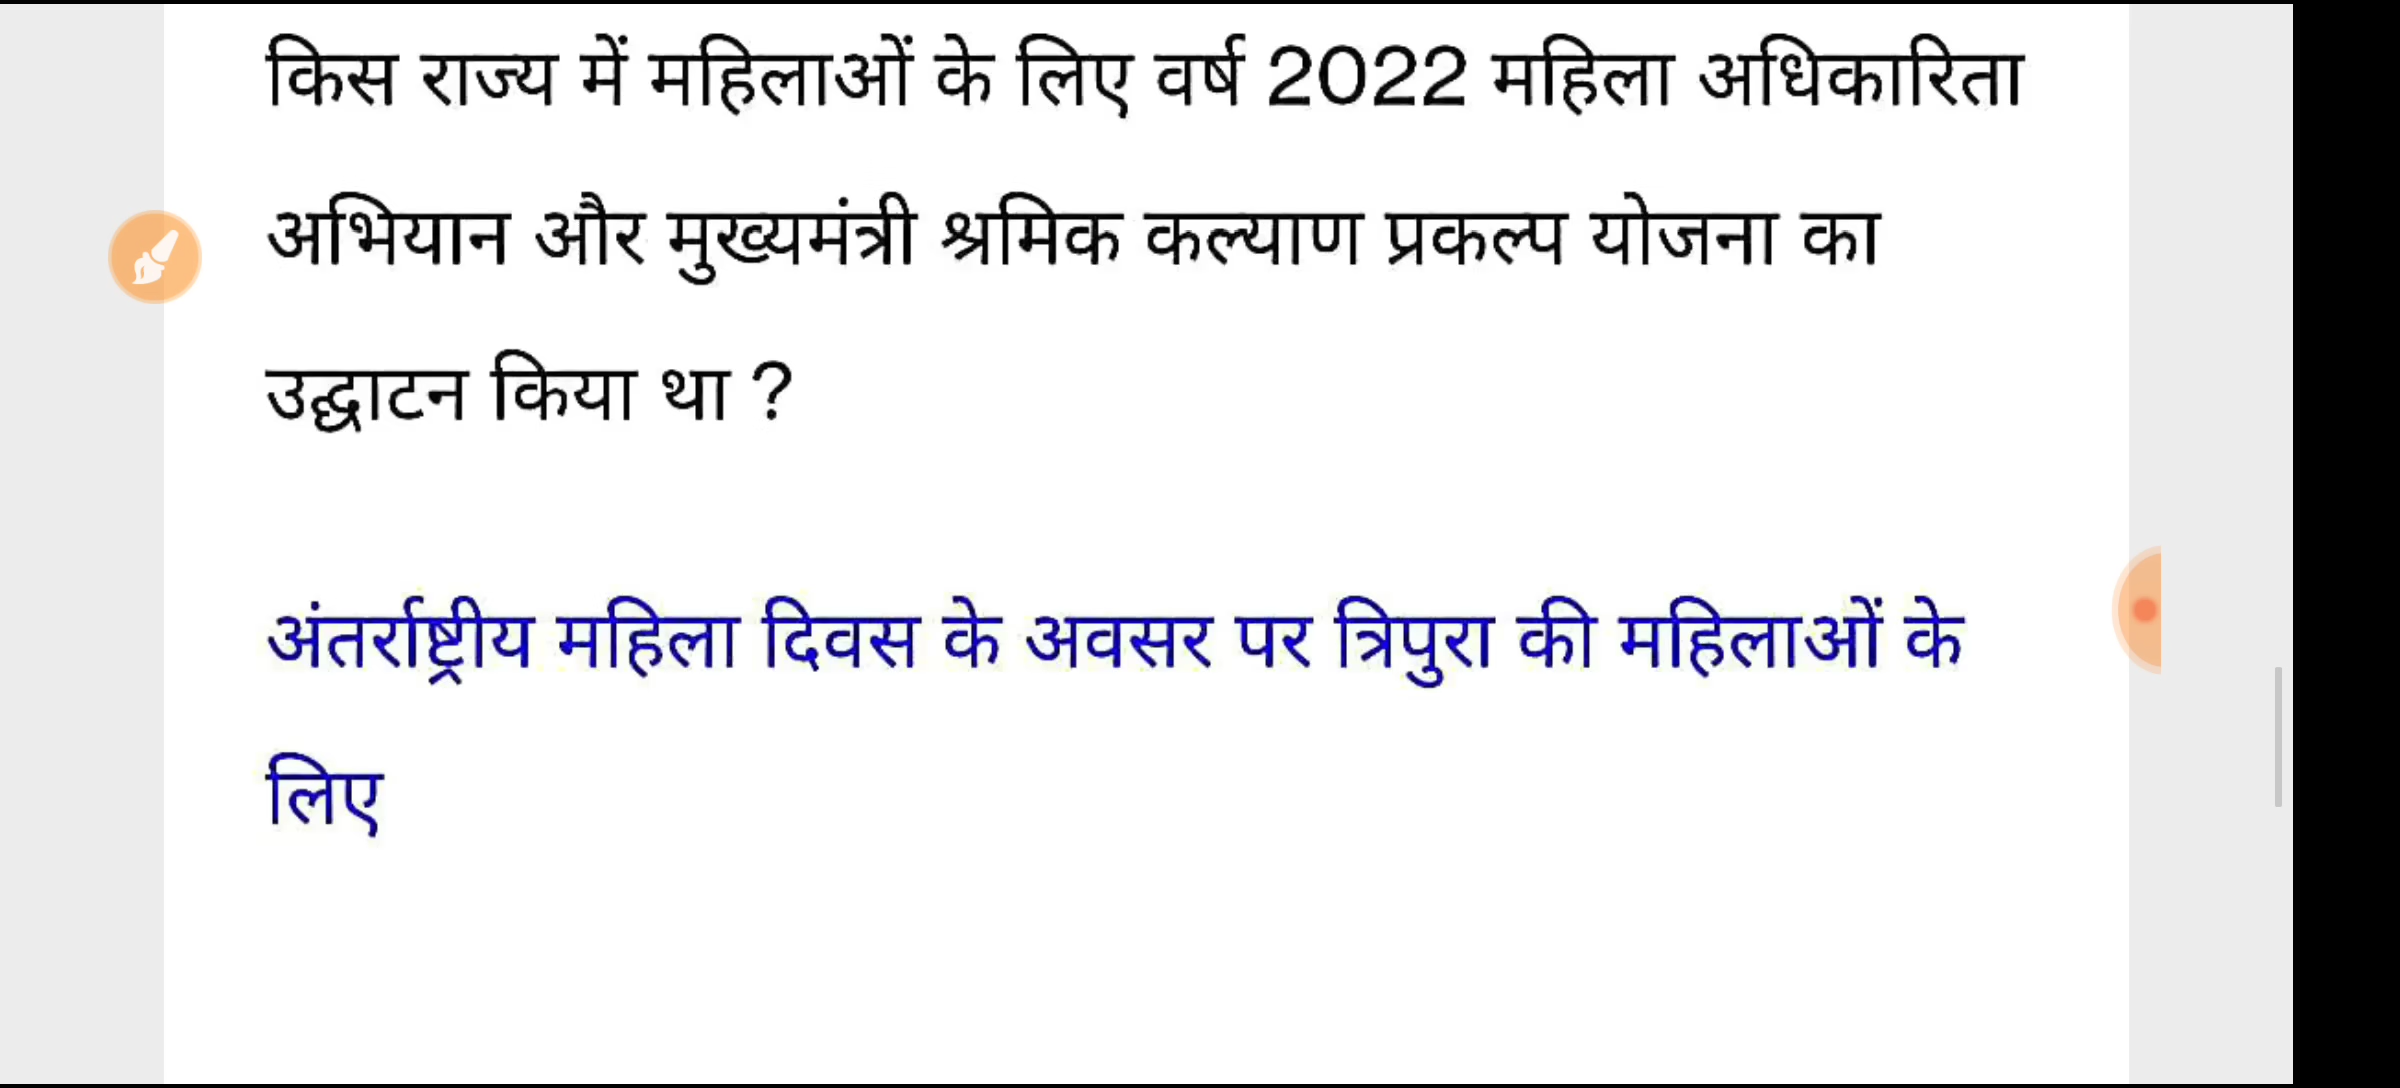 किस राज्य में महिलाओं के लिए वर्ष 2022 महिला अधिकारिता
अभियान और मुख्यमंत्री श्रमिक कल्याण प्रकल्प योजना का
उद्घाटन किया था ?
अंतर्राष्ट्रीय महिला दिवस के अवसर पर त्रिपुरा की महिलाओं के
लिए